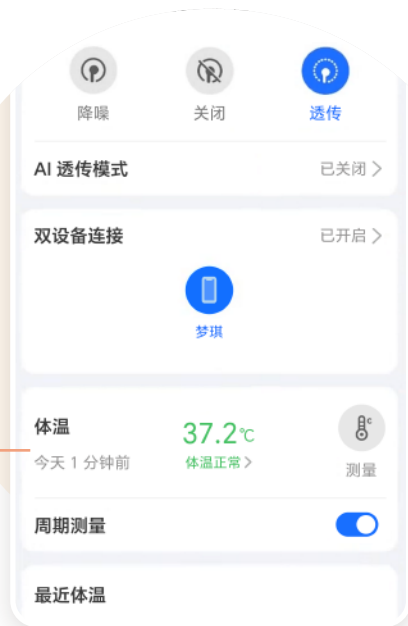 降噪
关闭
透传
AI 透传模式
已关闭
双设备连接
已开启
梦琪
体温
37.2℃
℃
今天 1 分钟前
体温正常
测量
周期测量
最近体温